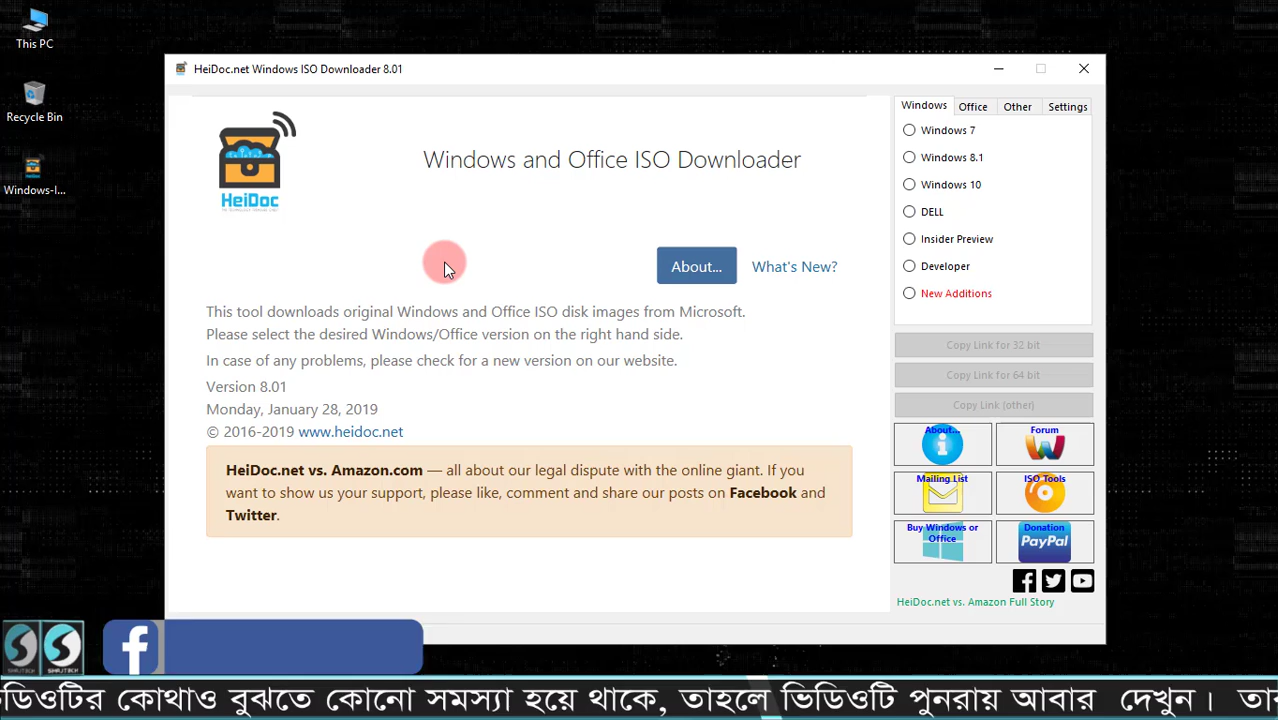 This PC
Recycle Bin
Windows-I...
HeiDoc.net Windows ISO Downloader 8.01
HeiDoc
Windows and Office ISO Downloader
About...
What's New?
This tool downloads original Windows and Office ISO disk images from Microsoft.
Please select the desired Windows/Office version on the right hand side.
In case of any problems, please check for a new version on our website.
Version 8.01
Monday, January 28, 2019
© 2016-2019 www.heidoc.net
HeiDoc.net vs. Amazon.com — all about our legal dispute with the online giant. If you
want to show us your support, please like, comment and share our posts on Facebook and
Twitter.
Windows
Office
Other
Settings
Windows 7
Windows 8.1
Windows 10
DELL
Insider Preview
Developer
New Additions
Copy Link for 32 bit
Copy Link for 64 bit
Copy Link (other)
About...
Forum
Mailing List
ISO Tools
Buy Windows or
Office
Donation
PayPal
HeiDoc.net vs. Amazon Full Story
ডিওটির কোথাও বুঝতে কোনো সমস্যা হয়ে থাকে, তাহলে ভিডিওটি পুনরায় আবার দেখুন। তা